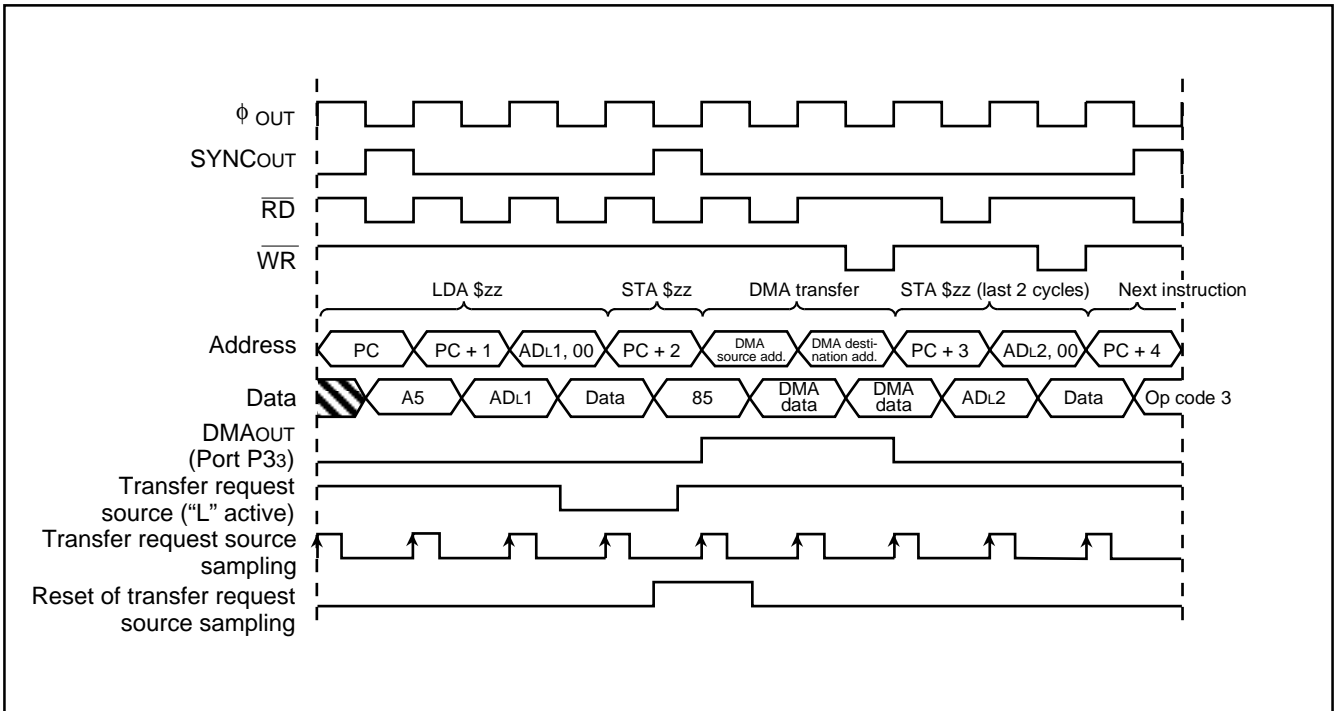 ϕ OUT
SYNCOUT
RD
WR
LDA $zz
STA $zz
DMA transfer
STA $zz (last 2 cycles)
Next instruction
Address
PC
PC + 1
ADL1, 00
PC + 2
DMA
source add.
DMA desti-
nation add.
PC + 3
ADL2, 00
PC + 4
Data
A5
ADL1
Data
85
DMA
data
DMA
data
ADL2
Data
Op code 3
DMAOUT
(Port P33)
Transfer request
source (“L” active)
Transfer request source
sampling
Reset of transfer request
source sampling